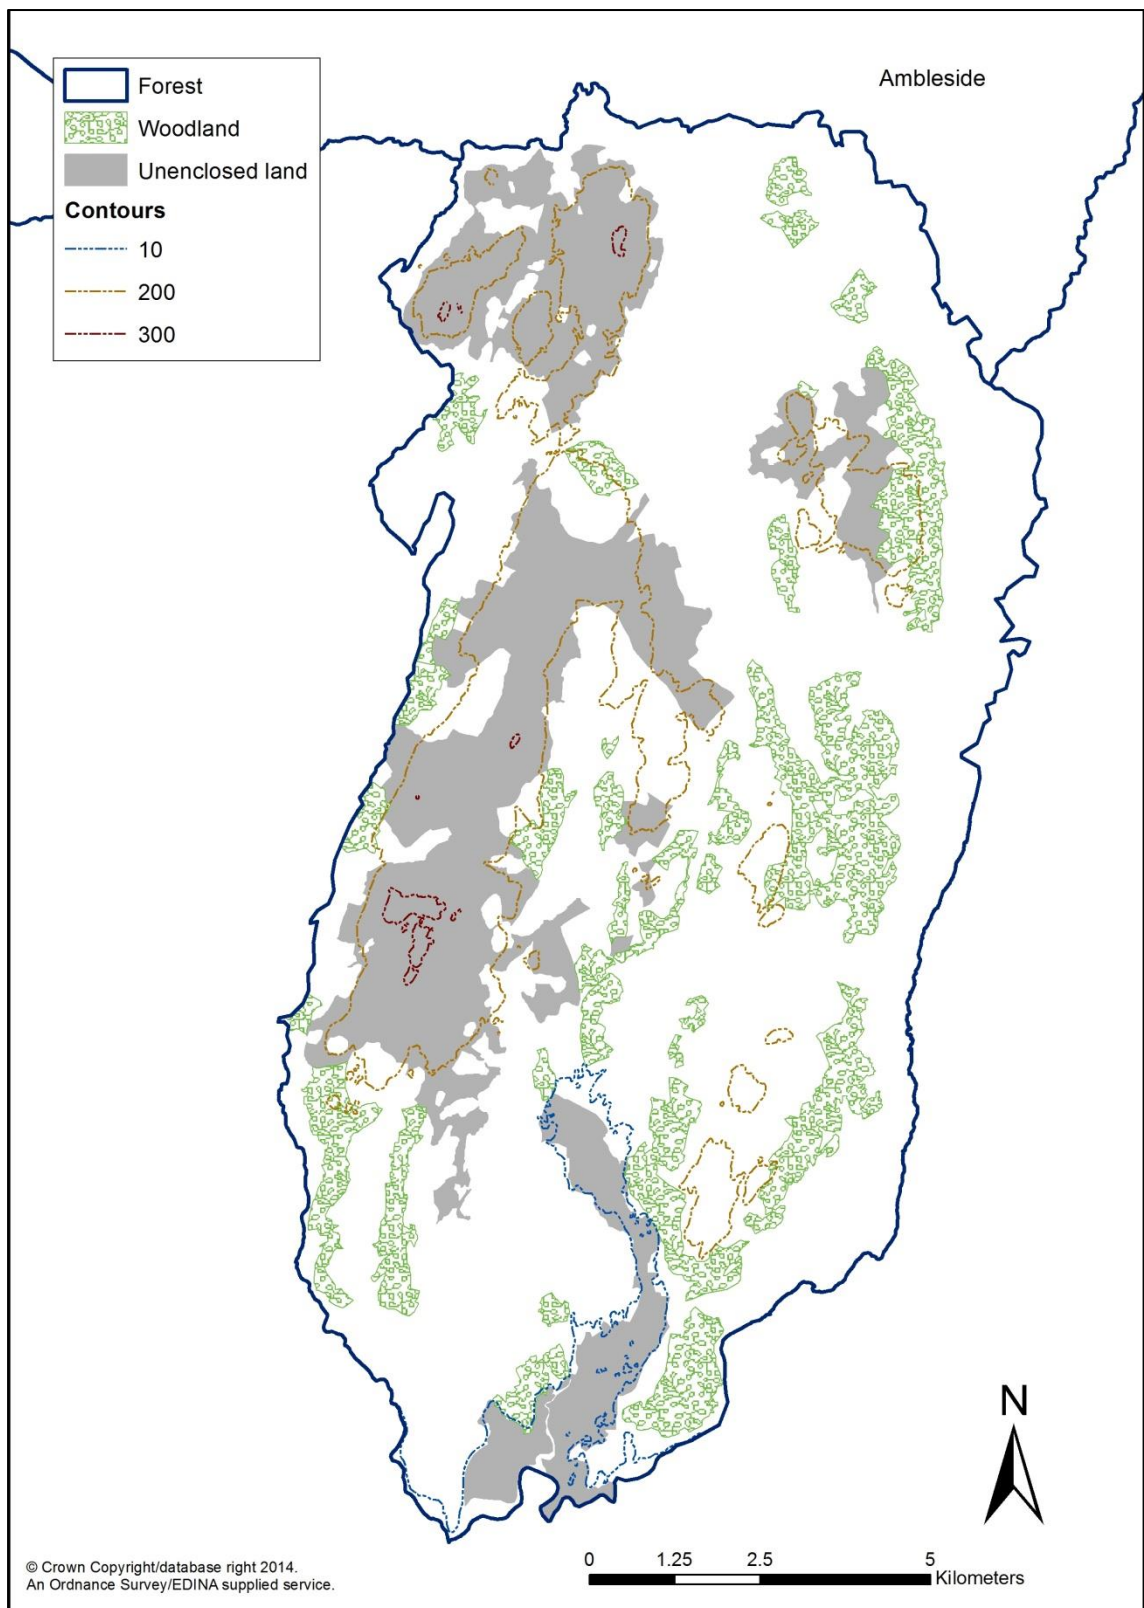 Ambleside
Forest
Woodland
Unenclosed land
Contours
10
200
300
N
0 1.25 2.5 5
Kilometers
© Crown Copyright/database right 2014.
An Ordnance Survey/EDINA supplied service.